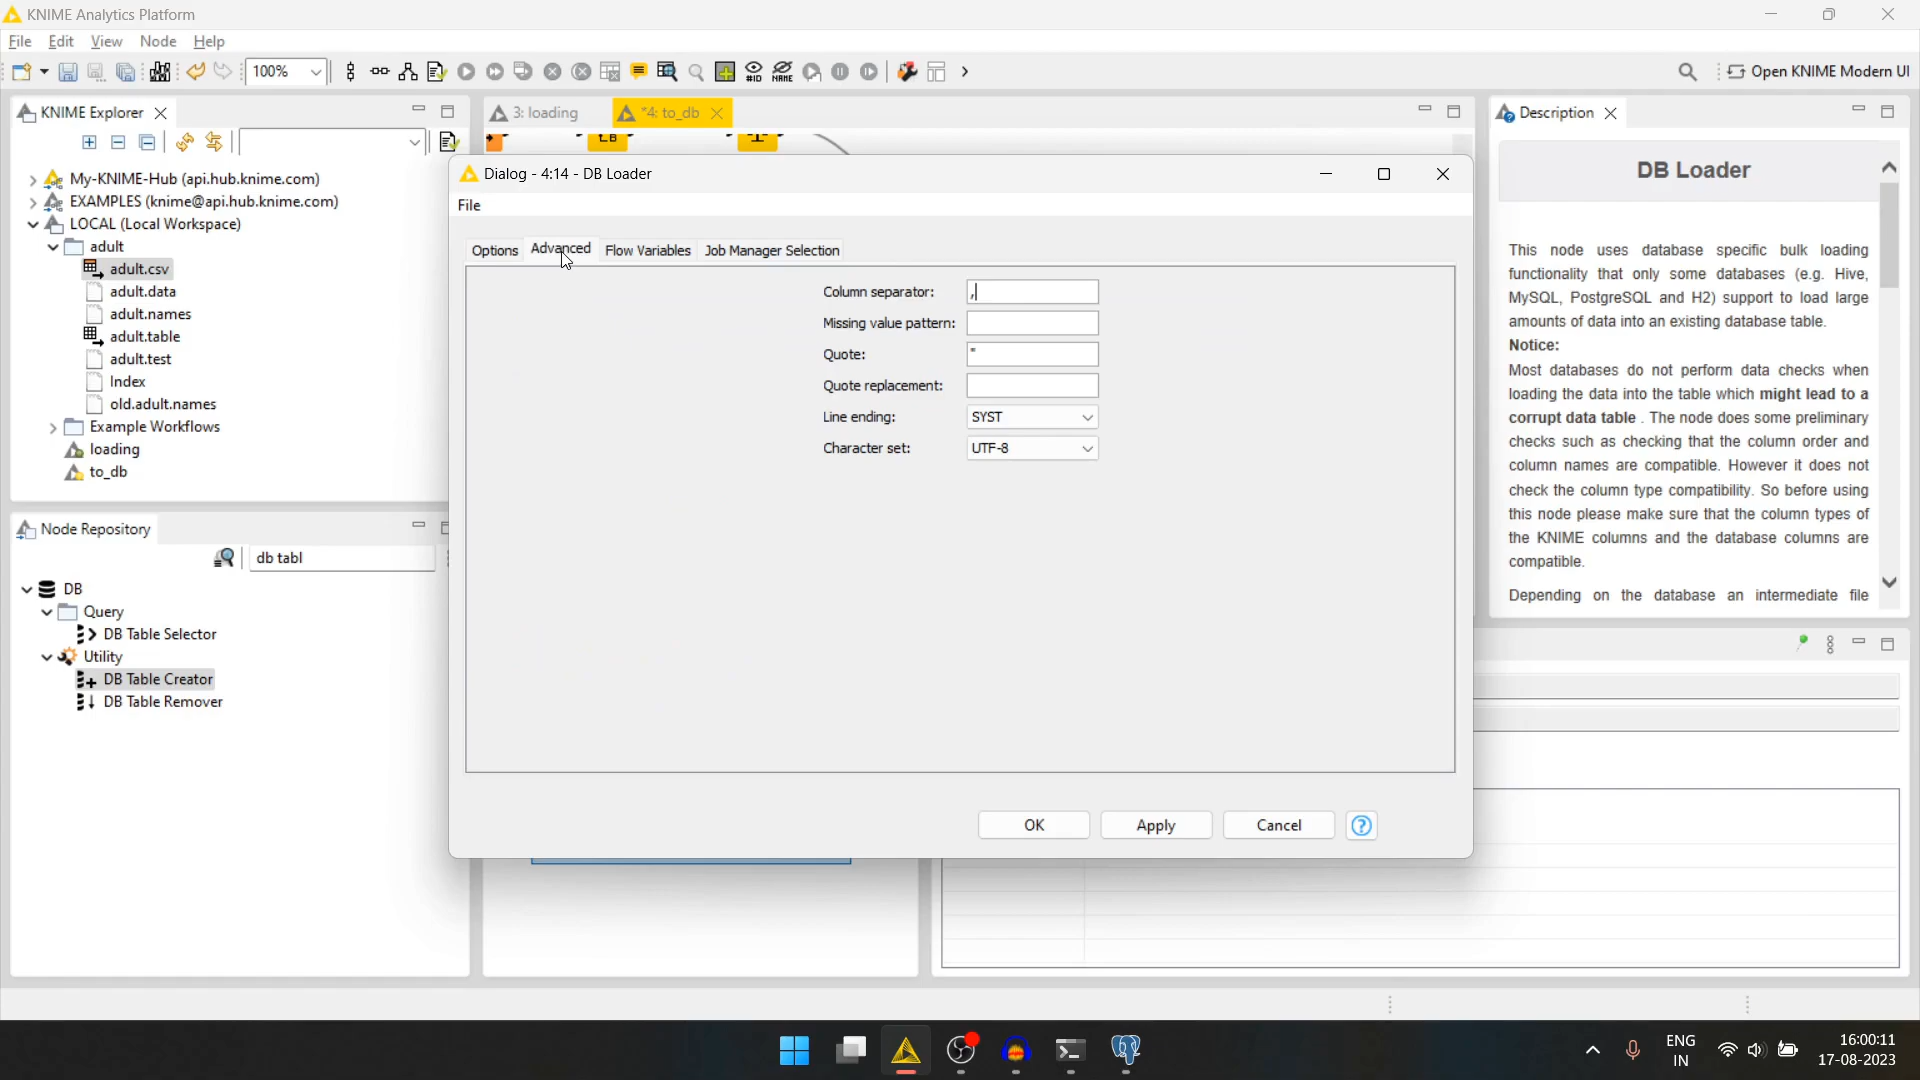 KNIME Analytics Platform
File Edit View Node Help
100%
#ID
NAME
Open KNIME Modern UI
KNIME Explorer
3: loading
*4: to_db
Description
My-KNIME-Hub (api.hub.knime.com)
EXAMPLES (knime@api.hub.knime.com)
LOCAL (Local Workspace)
adult
adult.csv
adult.data
adult.names
adult.table
adult.test
Index
old.adult.names
Example Workflows
loading
to_db
Node Repository
db tabl
DB
Query
DB Table Selector
Utility
DB Table Creator
DB Table Remover
Dialog - 4:14 - DB Loader
File
Options Advanced Flow Variables Job Manager Selection
Column separator: ,
Missing value pattern:
Quote: "
Quote replacement:
Line ending: SYST
Character set: UTF-8
OK Apply Cancel ?
DB Loader
This node uses database specific bulk loading
functionality that only some databases (e.g. Hive,
MySQL, PostgreSQL and H2) support to load large
amounts of data into an existing database table.
Notice:
Most databases do not perform data checks when
loading the data into the table which might lead to a
corrupt data table . The node does some preliminary
checks such as checking that the column order and
column names are compatible. However it does not
check the column type compatibility. So before using
this node please make sure that the column types of
the KNIME columns and the database columns are
compatible.
Depending on the database an intermediate file
ENG
IN
16:00:11
17-08-2023